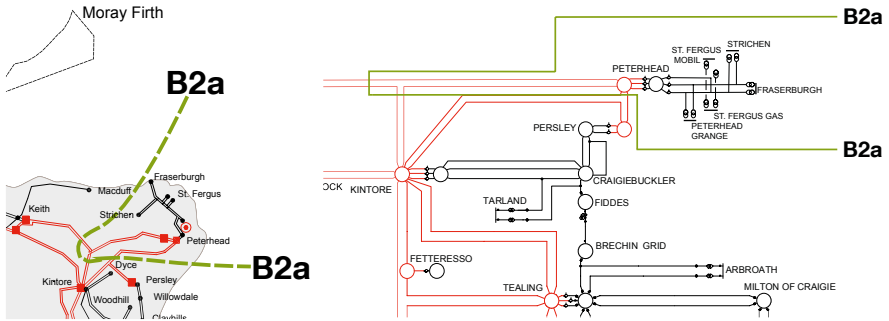 Moray Firth
B2a
Fraserburgh
Macduff
St. Fergus
Keith
Strichen
Peterhead
B2a
Dyce
Kintore
Persley
Woodhill
Willowdale
Clayhills
B2a
STRICHEN
ST. FERGUS
MOBIL
PETERHEAD
FRASERBURGH
ST. FERGUS GAS
PETERHEAD
GRANGE
PERSLEY
B2a
CRAIGIEBUCKLER
OCK
KINTORE
TARLAND
FIDDES
BRECHIN GRID
FETTERESSO
ARBROATH
TEALING
MILTON OF CRAIGIE